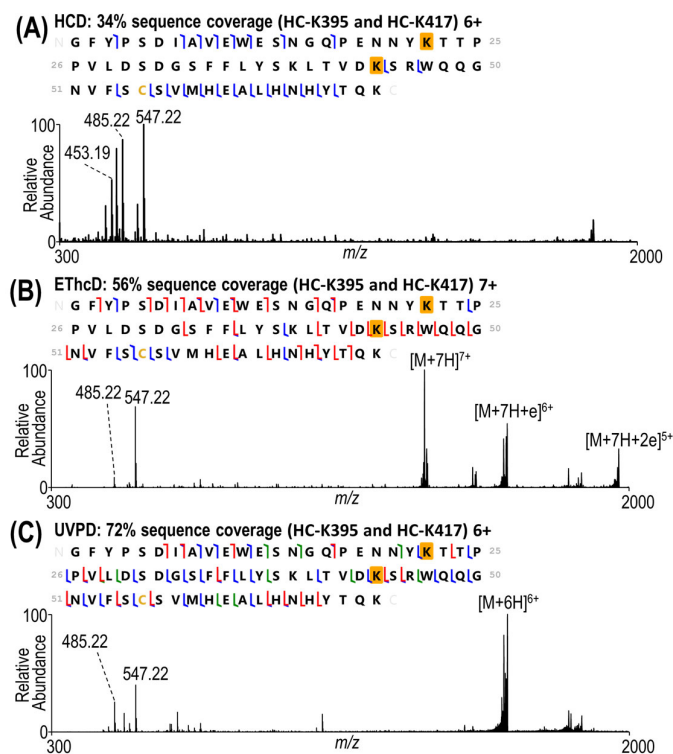 (A) HCD: 34% sequence coverage (HC-K395 and HC-K417) 6+
N G F Y P S D I A V E W E S N G Q P E N N Y K T T P 25
26 P V L D S D G S F F L Y S K L T V D K S R W Q Q G 50
51 N V F S C S V M H E A L H N H Y T Q K C
100
485.22 547.22
453.19
Relative Abundance
0
300 m/z 2000
(B) EThcD: 56% sequence coverage (HC-K395 and HC-K417) 7+
N G F Y P S D I A V E W E S N G Q P E N N Y K T T P 25
26 P V L D S D G S F F L Y S K L T V D K S R W Q Q G 50
51 N V F S C S V M H E A L H N H Y T Q K C
100
[M+7H]7+
485.22 547.22
[M+7H+e]6+
[M+7H+2e]5+
Relative Abundance
0
300 m/z 2000
(C) UVPD: 72% sequence coverage (HC-K395 and HC-K417) 6+
N G F Y P S D I A V E W E S N G Q P E N N Y K T T P 25
26 P V L D S D G S F F L Y S K L T V D K S R W Q Q G 50
51 N V F S C S V M H E A L H N H Y T Q K C
100
[M+6H]6+
485.22
547.22
Relative Abundance
0
300 m/z 2000